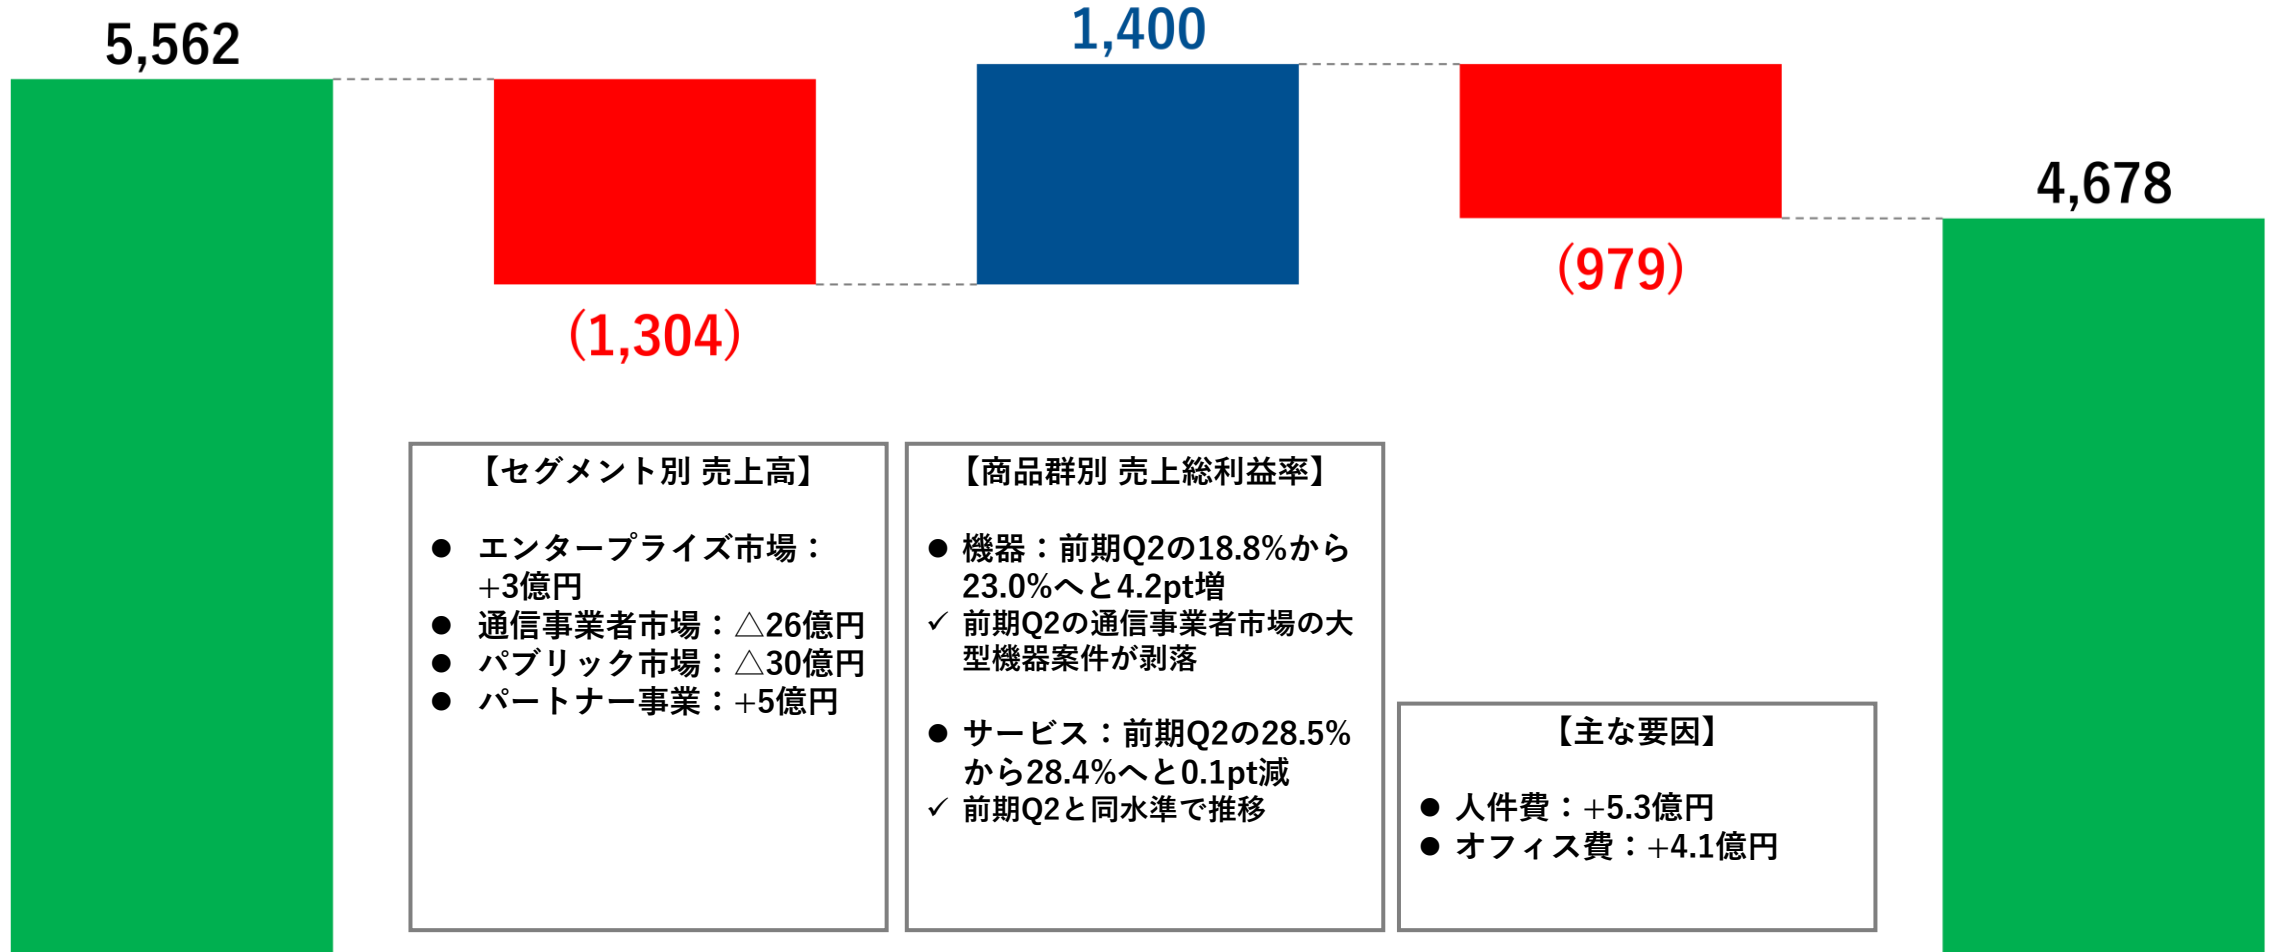 5,562
(1,304)
1,400
(979)
4,678
【セグメント別 売上高】
● エンタープライズ市場：
+3億円
● 通信事業者市場：△26億円
● パブリック市場：△30億円
● パートナー事業：+5億円
【商品群別 売上総利益率】
● 機器：前期Q2の18.8%から
23.0%へと4.2pt増
✓ 前期Q2の通信事業者市場の大
型機器案件が剥落
● サービス：前期Q2の28.5%
から28.4%へと0.1pt減
✓ 前期Q2と同水準で推移
【主な要因】
● 人件費：+5.3億円
● オフィス費：+4.1億円